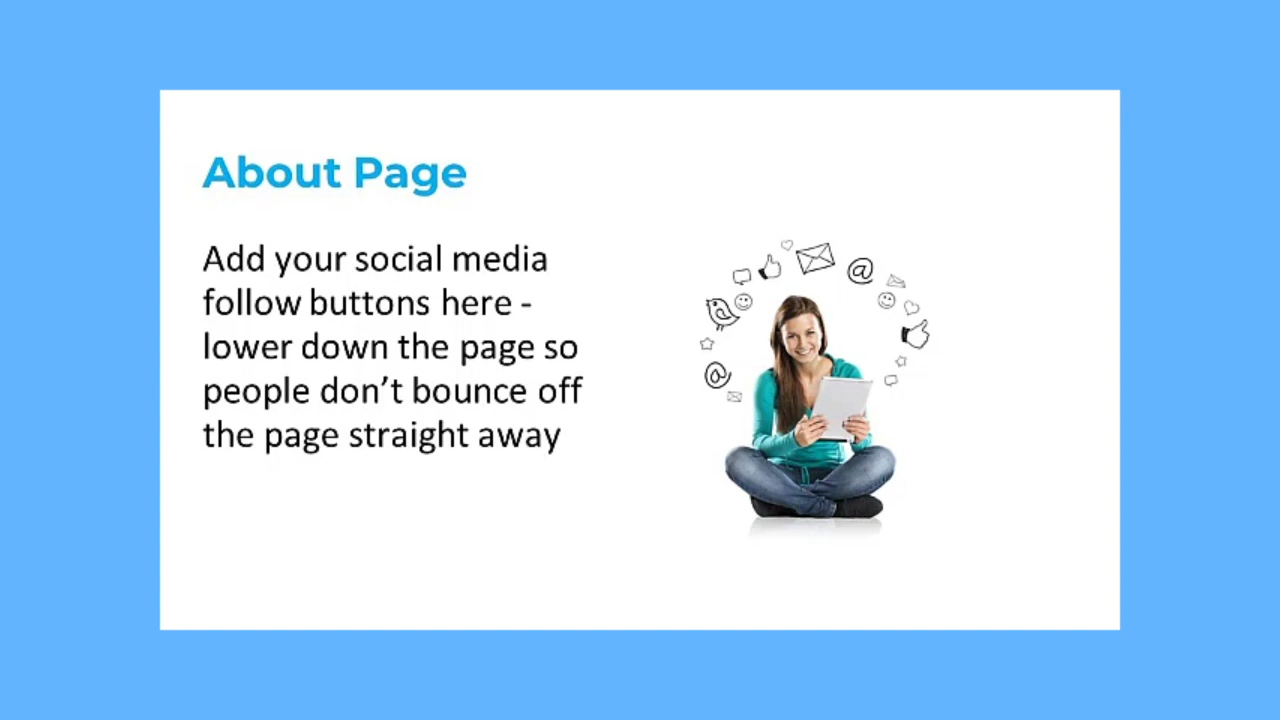 About Page
Add your social media
follow buttons here -
lower down the page so
people don’t bounce off
the page straight away